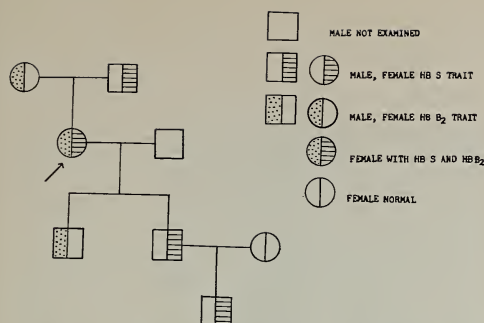 MALE NOT EXAMINED
MALE, FEMALE HB S TRAIT
MALE, FEMALE HB B₂ TRAIT
FEMALE WITH HB S AND HB B₂
FEMALE NORMAL